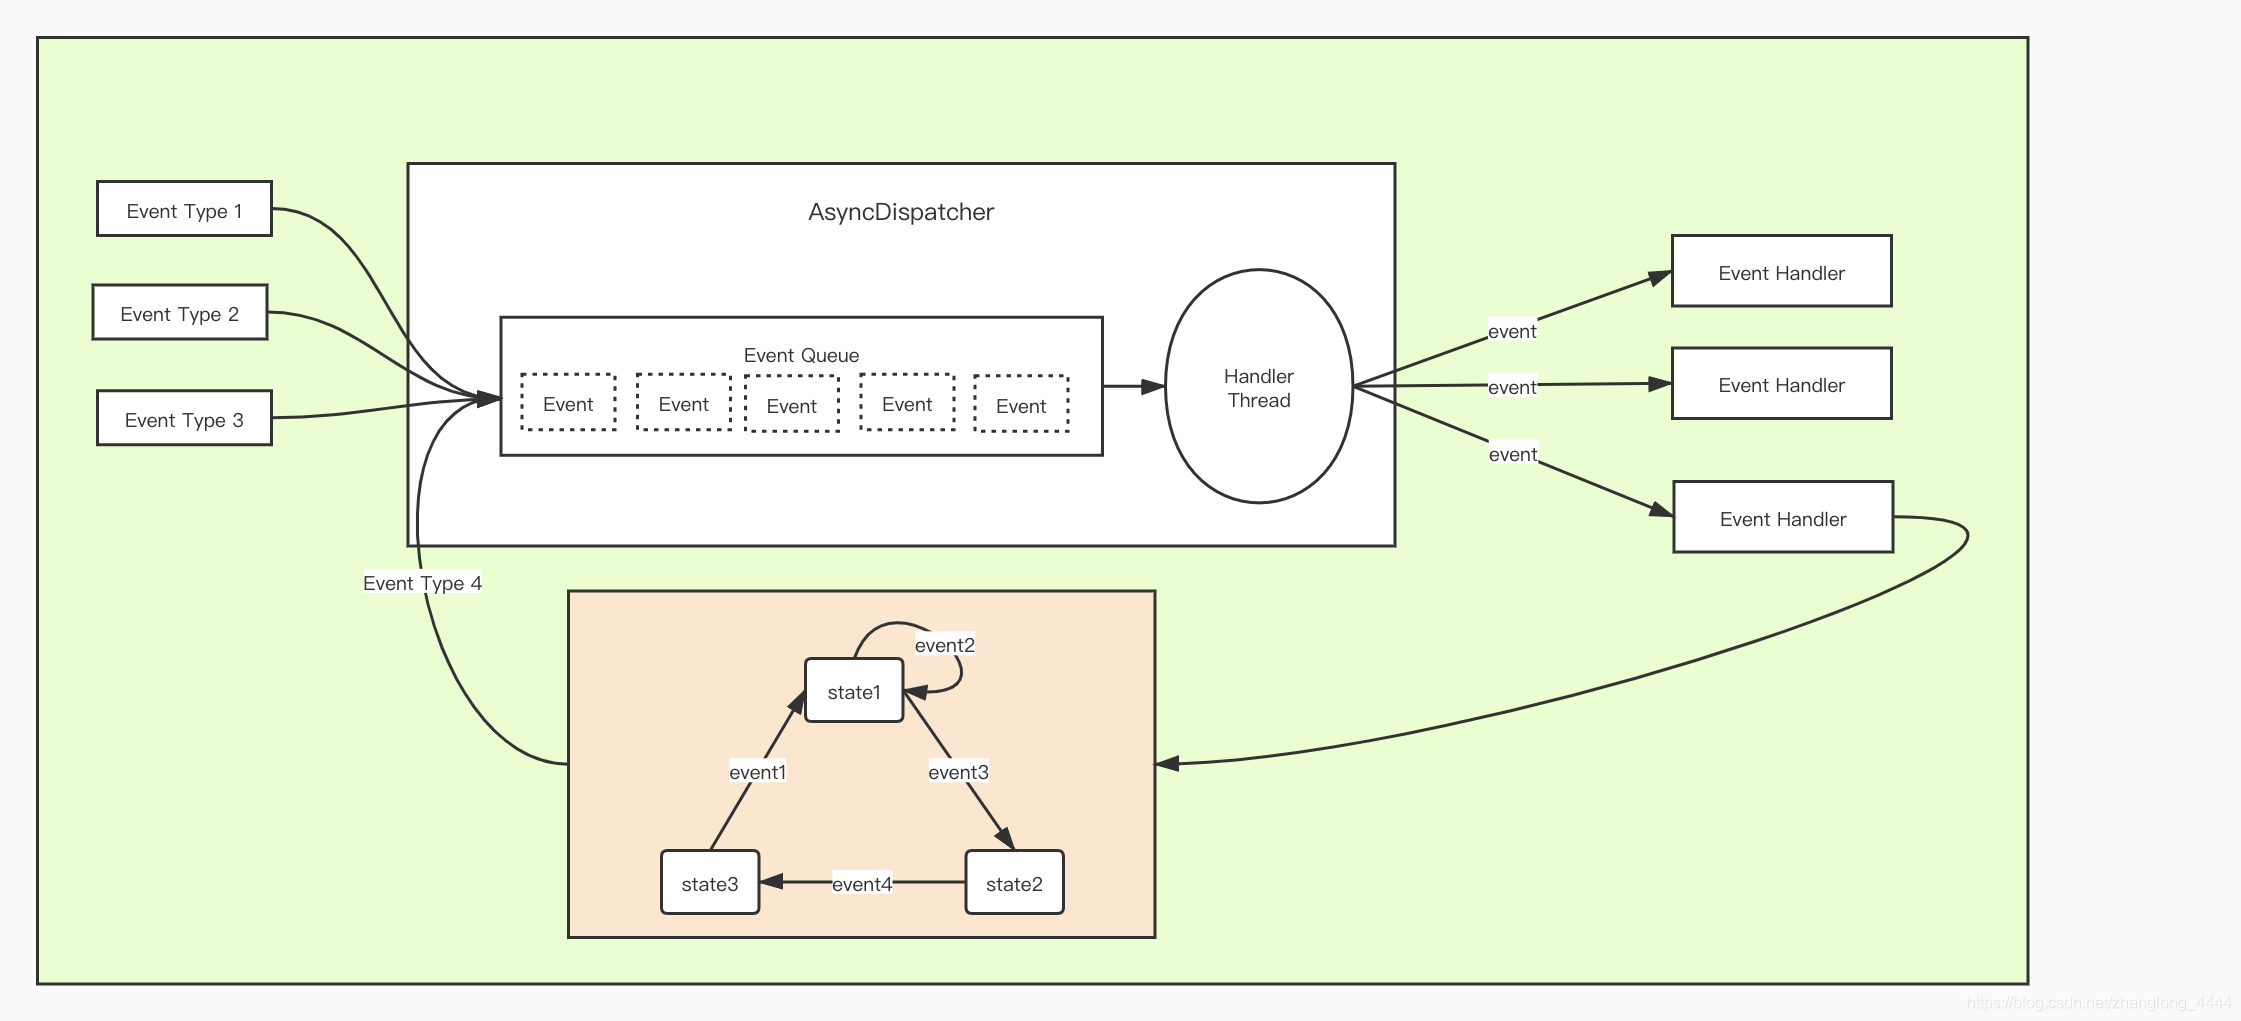 AsyncDispatcher
Event Type 1
Event Type 2
Event Type 3
Event Queue
Event
Event
Event
Event
Event
Handler
Thread
event
event
event
Event Handler
Event Handler
Event Handler
Event Type 4
event2
state1
event1
event3
state3
event4
state2
https://blog.csdn.net/zhanglong_4444